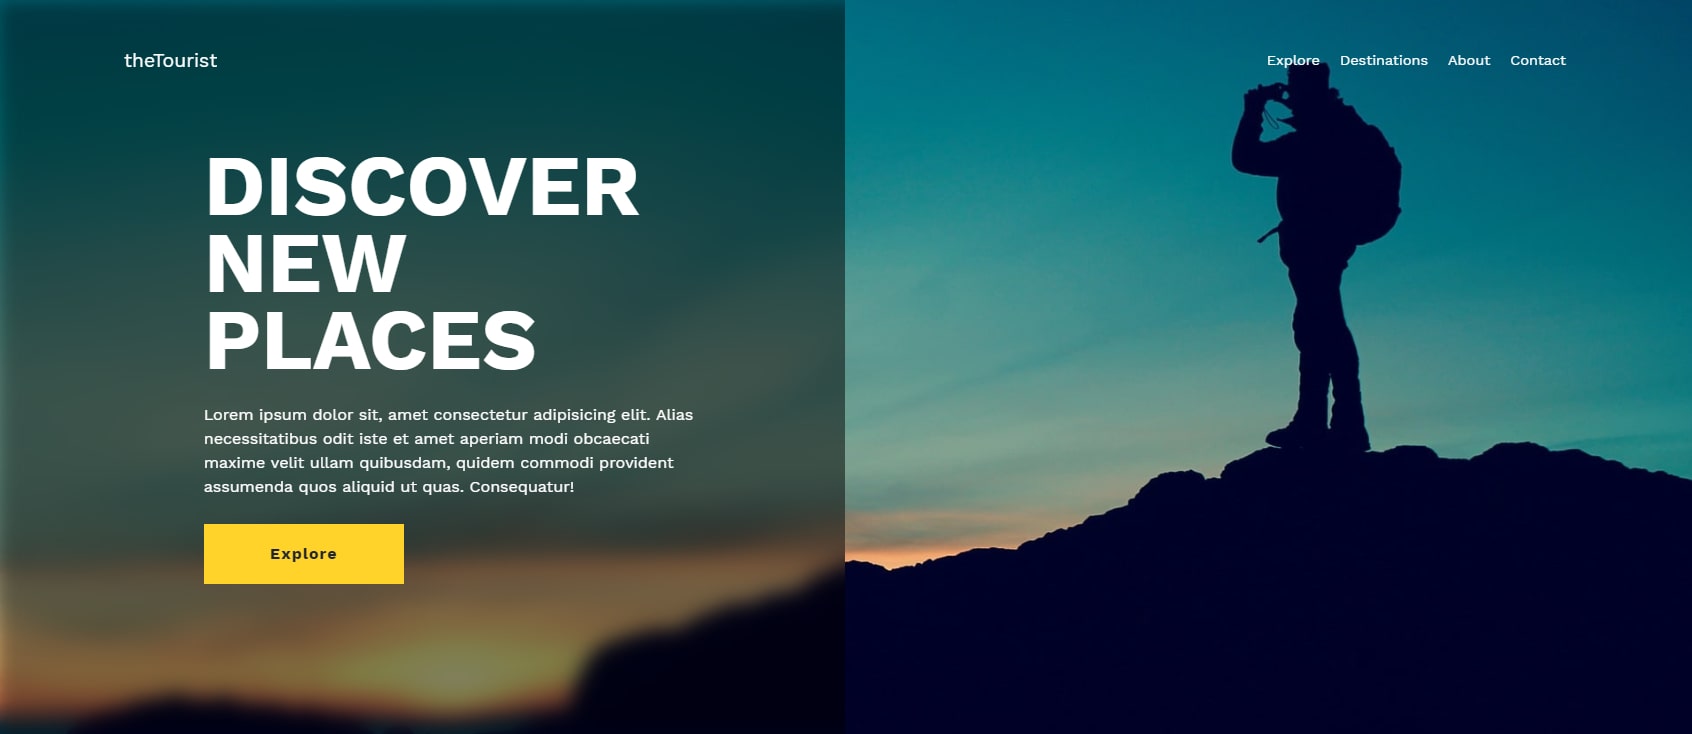 theTourist
Explore Destinations About Contact
DISCOVER
NEW
PLACES
Lorem ipsum dolor sit, amet consectetur adipisicing elit. Alias
necessitatibus odit iste et amet aperiam modi obcaecati
maxime velit ullam quibusdam, quidem commodi provident
assumenda quos aliquid ut quas. Consequatur!
Explore